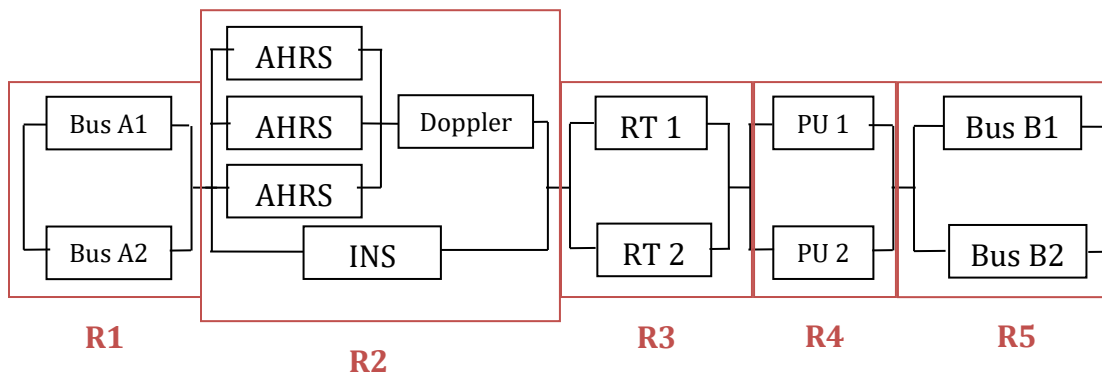 Bus A1
Bus A2
R1
AHRS
AHRS
AHRS
Doppler
INS
R2
RT 1
RT 2
R3
PU 1
PU 2
R4
Bus B1
Bus B2
R5